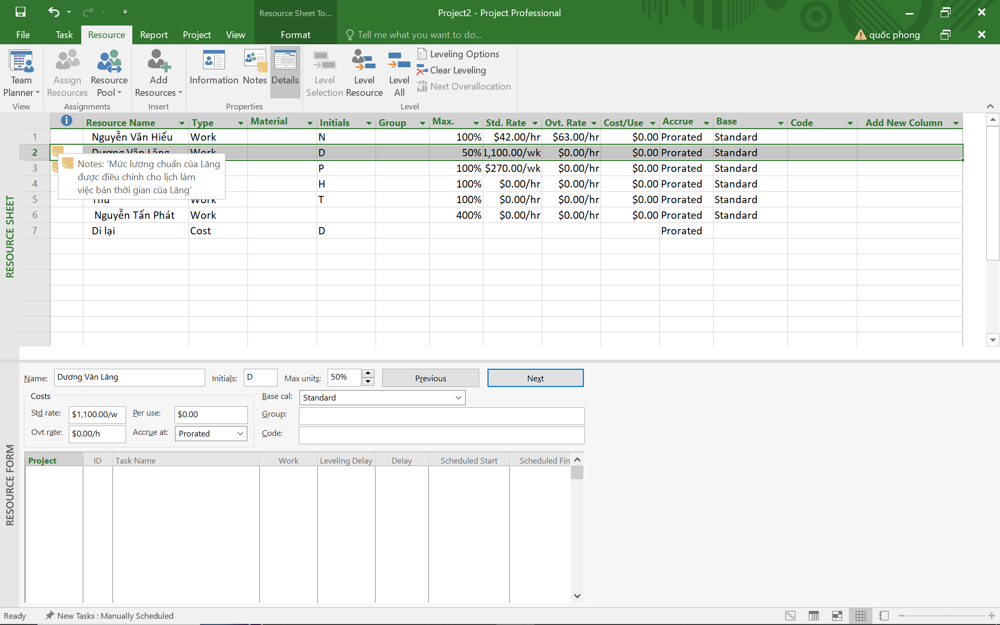 Resource Sheet To...
Project2 - Project Professional
File Task Resource Report Project View Format Tell me what you want to do... quốc phong
Team Planner
Assign Resources
Resource Pool
Add Resources
Information
Notes
Details
Level Selection
Level Resource
Level All
Leveling Options
Clear Leveling
Next Overallocation
View Assignments Insert Properties Level
RESOURCE SHEET
Resource Name Type Material Initials Group Max. Std. Rate Ovt. Rate Cost/Use Accrue Base Code Add New Column
1 Nguyễn Văn Hiếu Work N 100% $42.00/hr $63.00/hr $0.00 Prorated Standard
2 Dương Văn Lăng Work D 50% 1,100.00/wk $0.00/hr $0.00 Prorated Standard
Notes: 'Mức lương chuẩn của Lăng
được điều chỉnh cho lịch làm
việc bán thời gian của Lăng'
3 P 100% $270.00/wk $0.00/hr $0.00 Prorated Standard
4 H 100% $0.00/hr $0.00/hr $0.00 Prorated Standard
5 Work T 100% $0.00/hr $0.00/hr $0.00 Prorated Standard
6 Nguyễn Tấn Phát Work 400% $0.00/hr $0.00/hr $0.00 Prorated Standard
7 Di lại Cost D Prorated
RESOURCE FORM
Name: Dương Văn Lăng Initials: D Max units: 50% Previous Next
Costs
Base cal: Standard
Std rate: $1,100.00/w Per use: $0.00
Group:
Ovt rate: $0.00/h Accrue at: Prorated
Code:
Project ID Task Name Work Leveling Delay Delay Scheduled Start Scheduled Fin
Ready New Tasks : Manually Scheduled